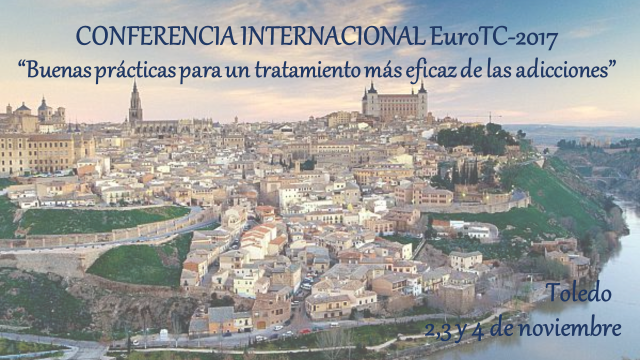 CONFERENCIA INTERNACIONAL EuroTC-2017
“Buenas prácticas para un tratamiento más eficaz de las adicciones”
Toledo
2,3 y 4 de noviembre